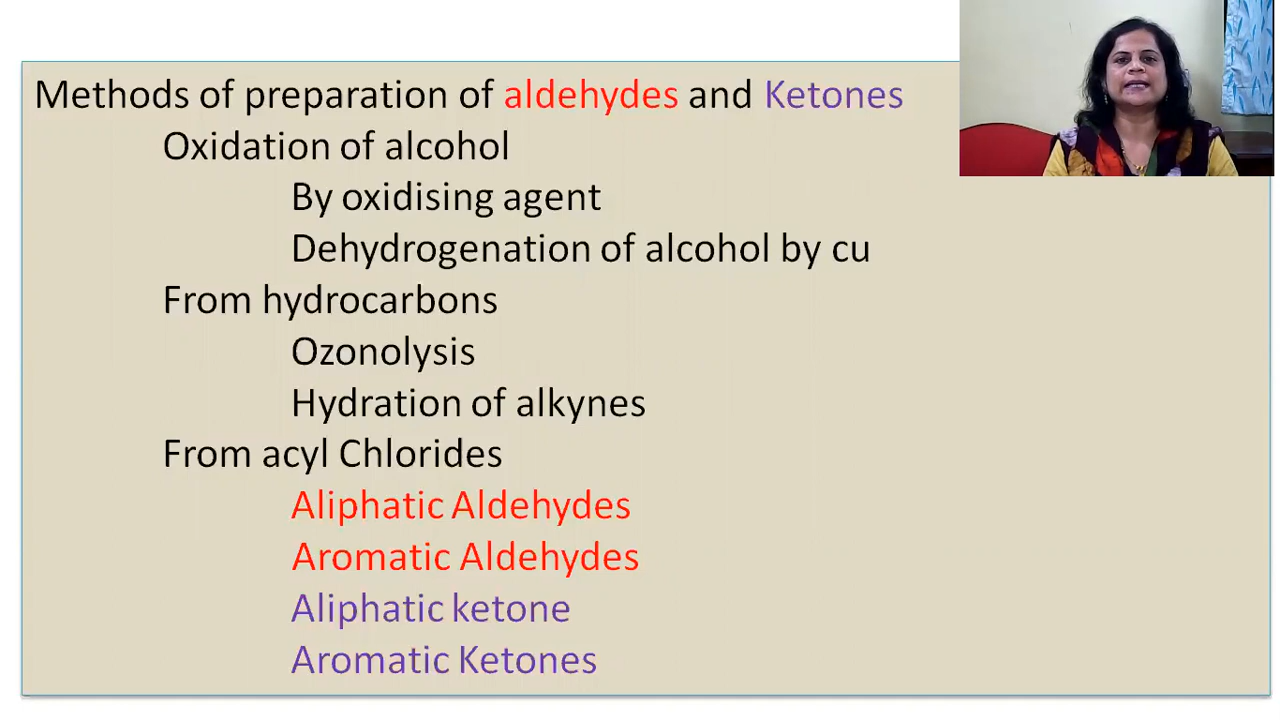 Methods of preparation of aldehydes and Ketones
Oxidation of alcohol
By oxidising agent
Dehydrogenation of alcohol by cu
From hydrocarbons
Ozonolysis
Hydration of alkynes
From acyl Chlorides
Aliphatic Aldehydes
Aromatic Aldehydes
Aliphatic ketone
Aromatic Ketones